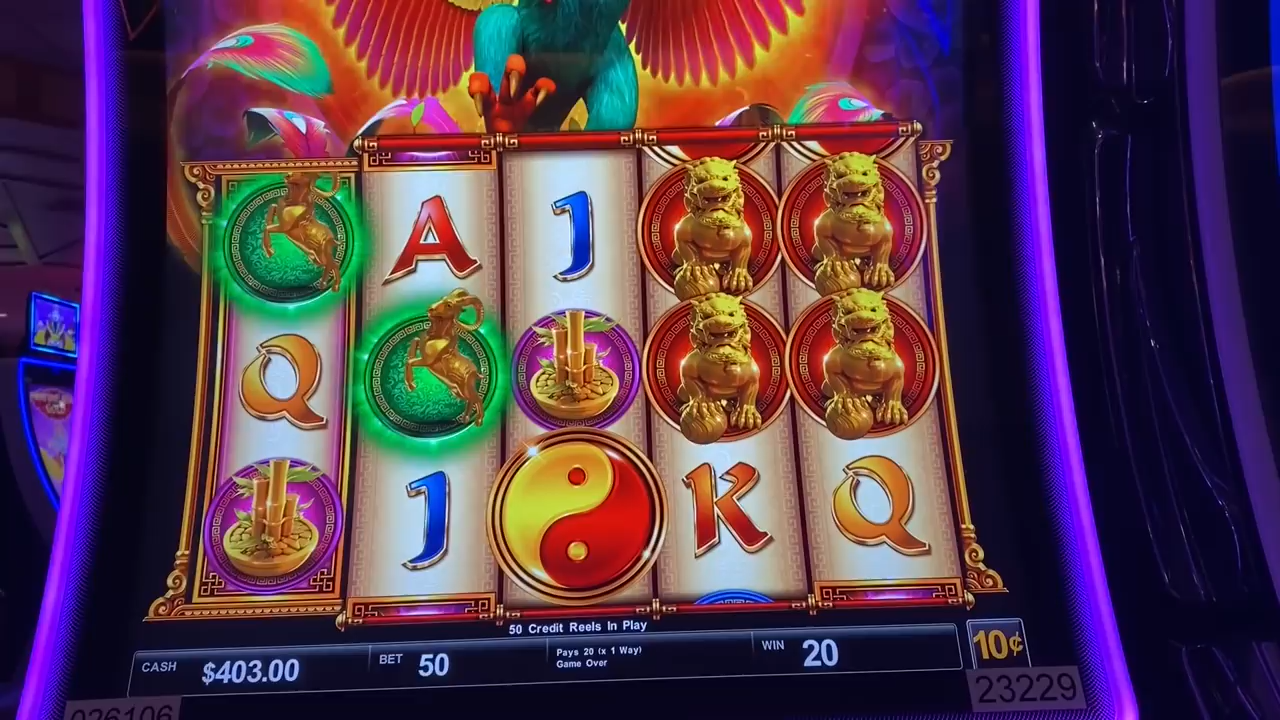 A J
Q
J K Q
50 Credit Reels In Play
CASH $403.00 BET 50 Pays 20 (x 1 Way) WIN 20 10¢
Game Over
23229